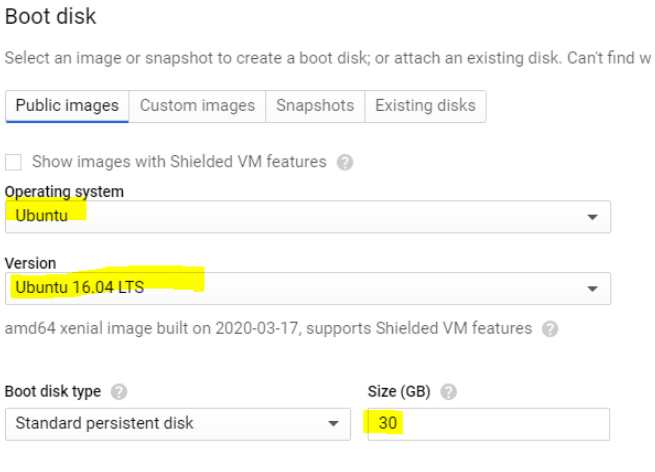 Boot disk
Select an image or snapshot to create a boot disk; or attach an existing disk. Can't find w
Public images Custom images Snapshots Existing disks
Show images with Shielded VM features ?
Operating system
Ubuntu
Version
Ubuntu 16.04 LTS
amd64 xenial image built on 2020-03-17, supports Shielded VM features ?
Boot disk type ? Size (GB) ?
Standard persistent disk 30